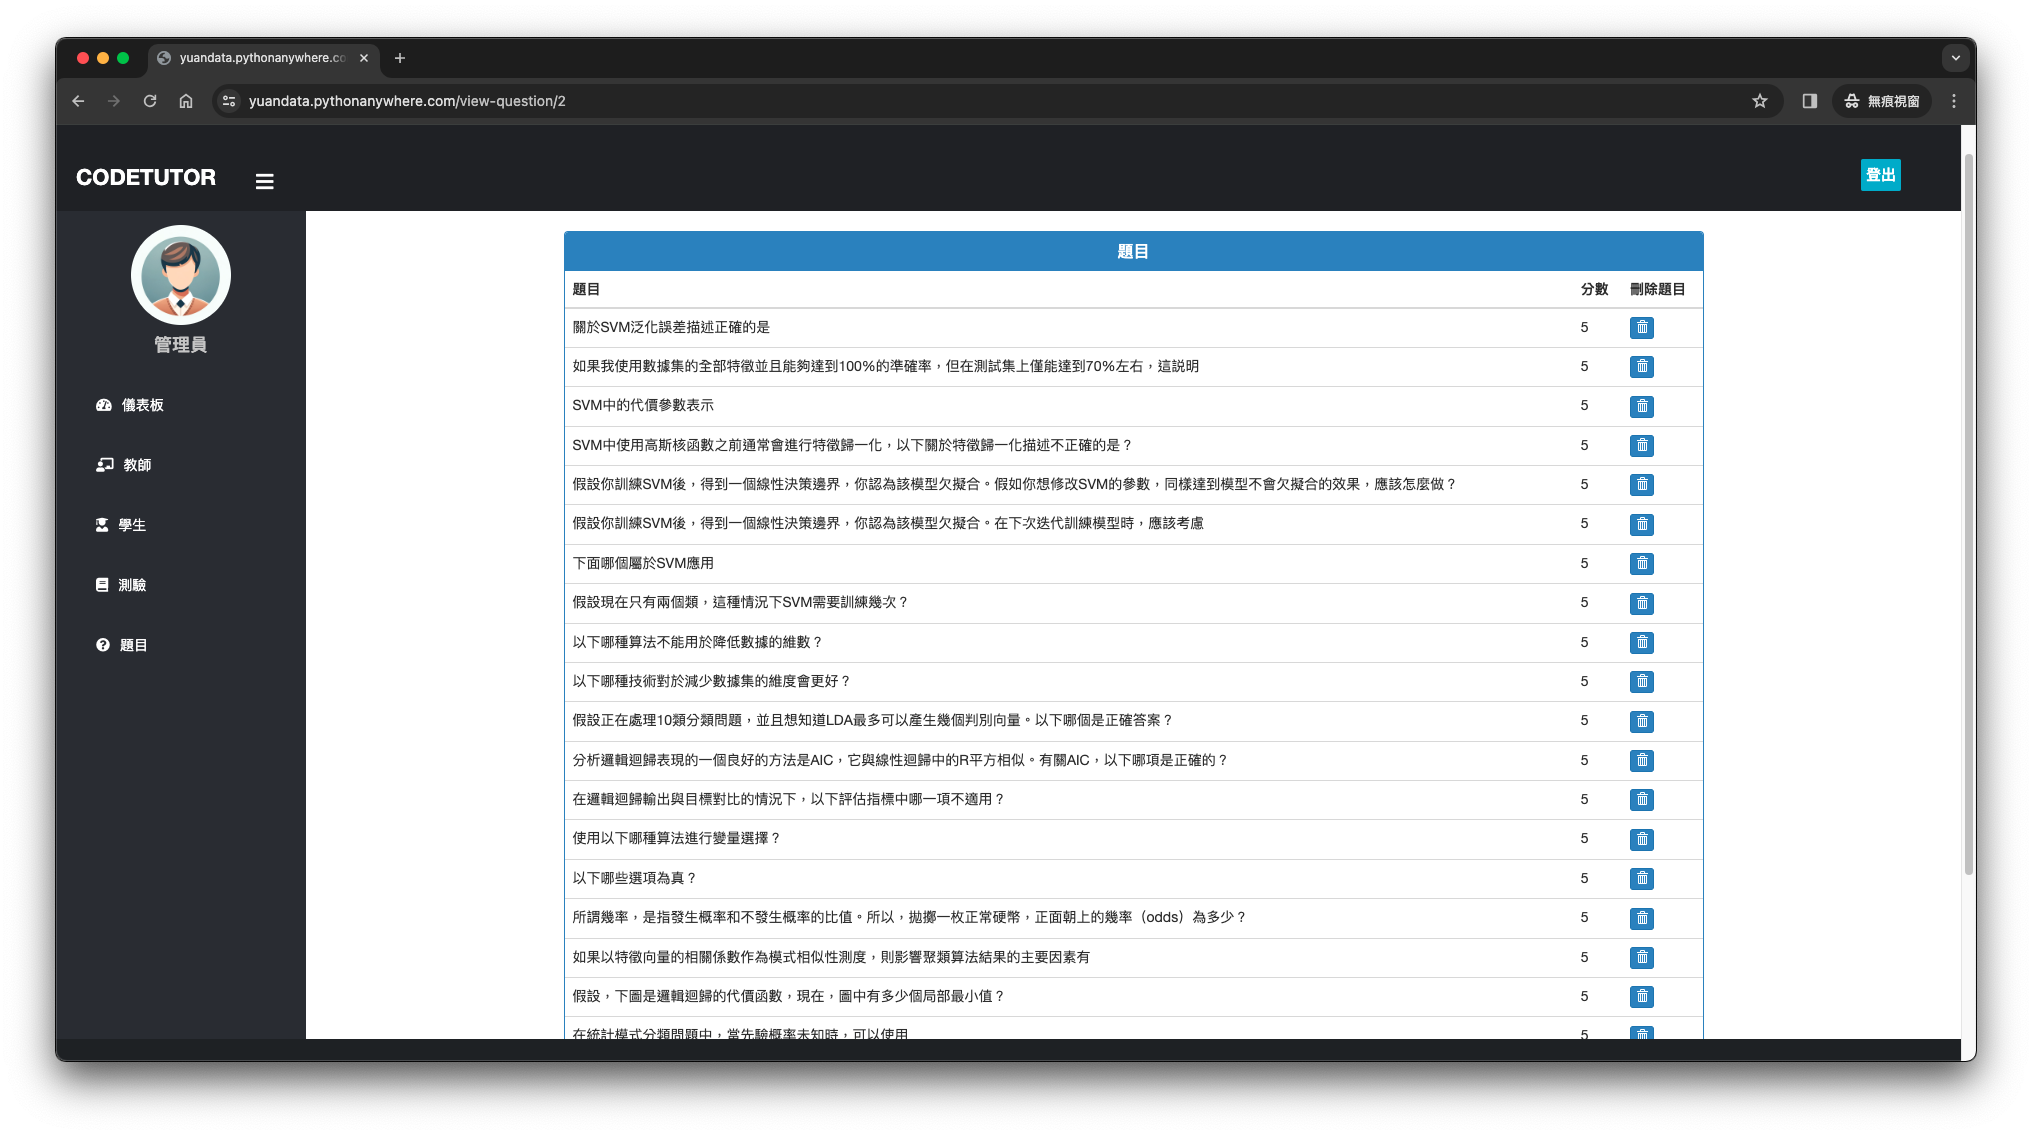 yuandata.pythonanywhere.co
yuandata.pythonanywhere.com/view-question/2
無痕視窗
CODETUTOR
登出
管理員
儀表板
教師
學生
測驗
題目
題目
題目 分數 刪除題目
關於SVM泛化誤差描述正確的是 5
如果我使用數據集的全部特徵並且能夠達到100%的準確率，但在測試集上僅能達到70%左右，這説明 5
SVM中的代價參數表示 5
SVM中使用高斯核函數之前通常會進行特徵歸一化，以下關於特徵歸一化描述不正確的是？ 5
假設你訓練SVM後，得到一個線性決策邊界，你認為該模型欠擬合。假如你想修改SVM的參數，同樣達到模型不會欠擬合的效果，應該怎麼做？ 5
假設你訓練SVM後，得到一個線性決策邊界，你認為該模型欠擬合。在下次迭代訓練模型時，應該考慮 5
下面哪個屬於SVM應用 5
假設現在只有兩個類，這種情況下SVM需要訓練幾次？ 5
以下哪種算法不能用於降低數據的維數？ 5
以下哪種技術對於減少數據集的維度會更好？ 5
假設正在處理10類分類問題，並且想知道LDA最多可以產生幾個判別向量。以下哪個是正確答案？ 5
分析邏輯迴歸表現的一個良好的方法是AIC，它與線性迴歸中的R平方相似。有關AIC，以下哪項是正確的？ 5
在邏輯迴歸輸出與目標對比的情況下，以下評估指標中哪一項不適用？ 5
使用以下哪種算法進行變量選擇？ 5
以下哪些選項為真？ 5
所謂幾率，是指發生概率和不發生概率的比值。所以，拋擲一枚正常硬幣，正面朝上的幾率（odds）為多少？ 5
如果以特徵向量的相關係數作為模式相似性測度，則影響聚類算法結果的主要因素有 5
假設，下圖是邏輯迴歸的代價函數，現在，圖中有多少個局部最小值？ 5
在統計模式分類問題中，當先驗概率未知時，可以使用 5